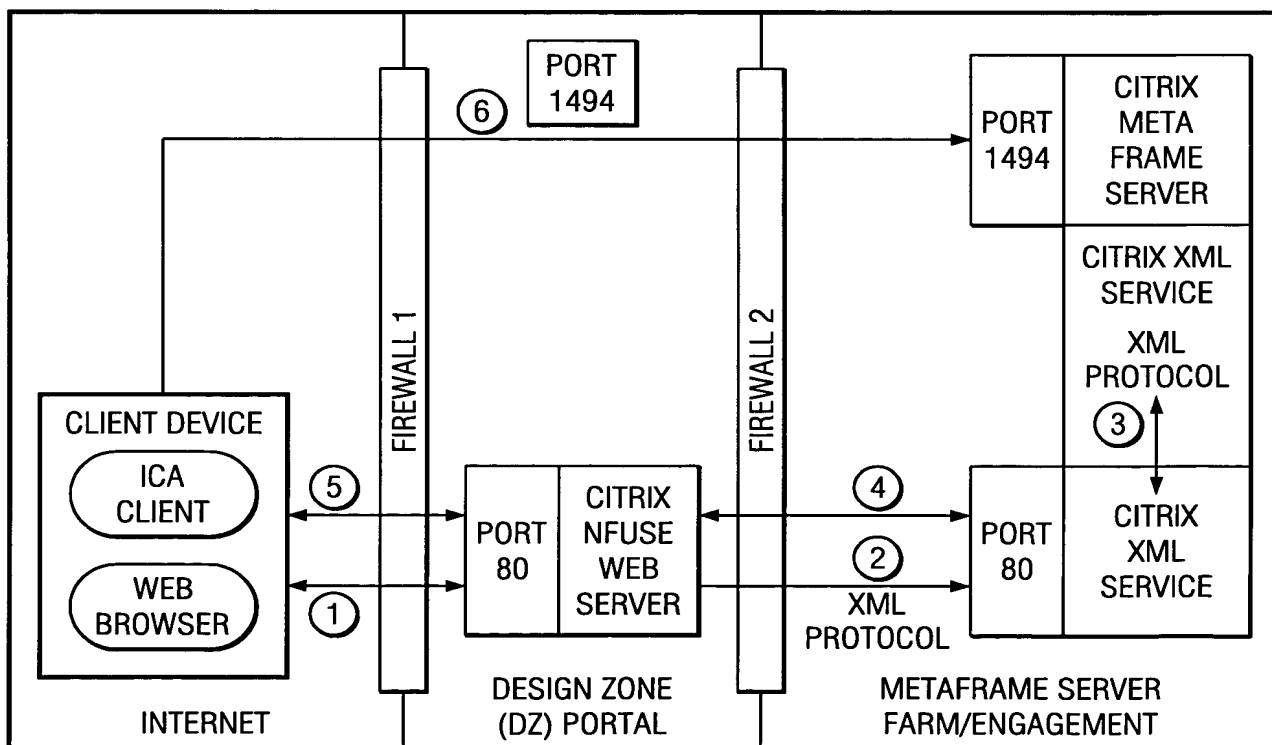 PORT
1494
6
PORT
1494
CITRIX
META
FRAME
SERVER
CITRIX XML
SERVICE
XML
PROTOCOL
3
FIREWALL 1
FIREWALL 2
CLIENT DEVICE
ICA
CLIENT
WEB
BROWSER
5
1
PORT
80
CITRIX
NFUSE
WEB
SERVER
4
2
XML
PROTOCOL
PORT
80
CITRIX
XML
SERVICE
INTERNET
DESIGN ZONE
(DZ) PORTAL
METAFRAME SERVER
FARM/ENGAGEMENT